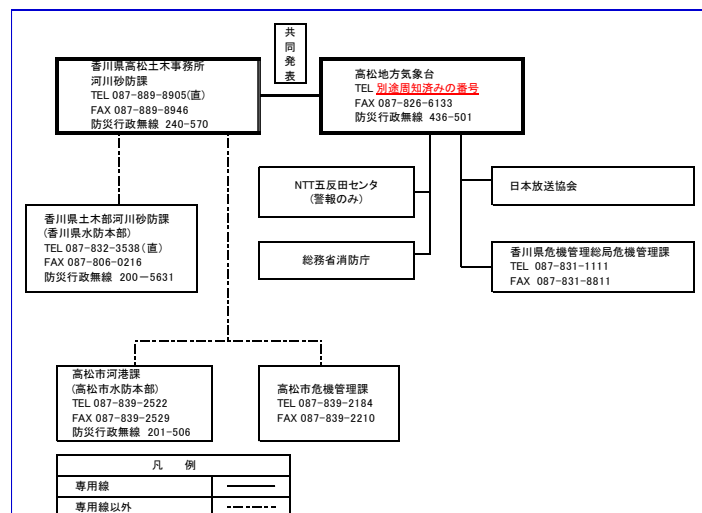 共同発表
香川県高松土木事務所
河川砂防課
TEL 087-889-8905(直)
FAX 087-889-8946
防災行政無線 240-570
高松地方気象台
TEL 別途周知済みの番号
FAX 087-826-6133
防災行政無線 436-501
NTT五反田センタ
(警報のみ)
日本放送協会
香川県土木部河川砂防課
(香川県水防本部)
TEL 087-832-3538(直)
FAX 087-806-0216
防災行政無線 200-5631
総務省消防庁
香川県危機管理総局危機管理課
TEL 087-831-1111
FAX 087-831-8811
高松市河港課
(高松市水防本部)
TEL 087-839-2522
FAX 087-839-2529
防災行政無線 201-506
高松市危機管理課
TEL 087-839-2184
FAX 087-839-2210
凡 例
専用線
専用線以外